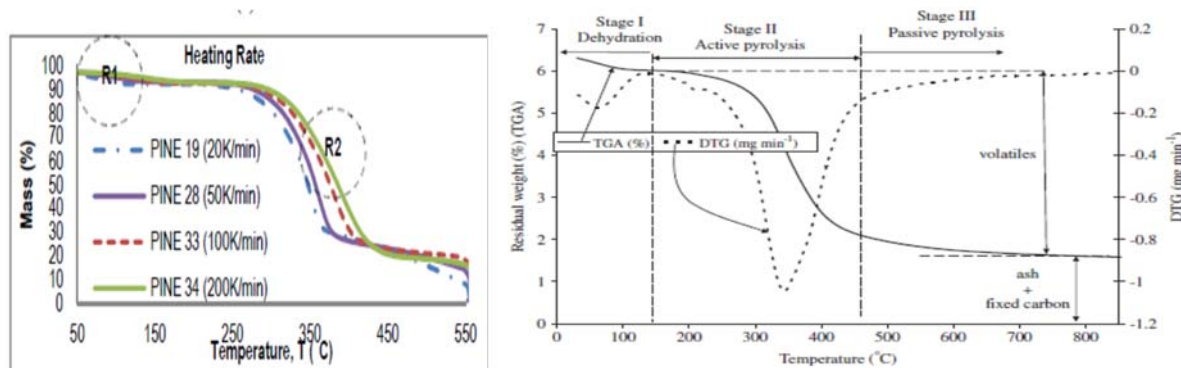 Heating Rate
R1
R2
100
90
80
70
60
50
40
30
20
10
0
Mass (%)
PINE 19 (20K/min)
PINE 28 (50K/min)
PINE 33 (100K/min)
PINE 34 (200K/min)
50
150
250
350
450
550
Temperature, T (°C)
Stage I
Dehydration
Stage II
Active pyrolysis
Stage III
Passive pyrolysis
7
6
5
4
3
2
1
0
Residual weight (%) (TGA)
TGA (%)
DTG (mg min⁻¹)
volatiles
ash
+
fixed carbon
0.2
0
-0.2
-0.4
-0.6
-0.8
-1
-1.2
DTG (mg min⁻¹)
0
100
200
300
400
500
600
700
800
Temperature (°C)